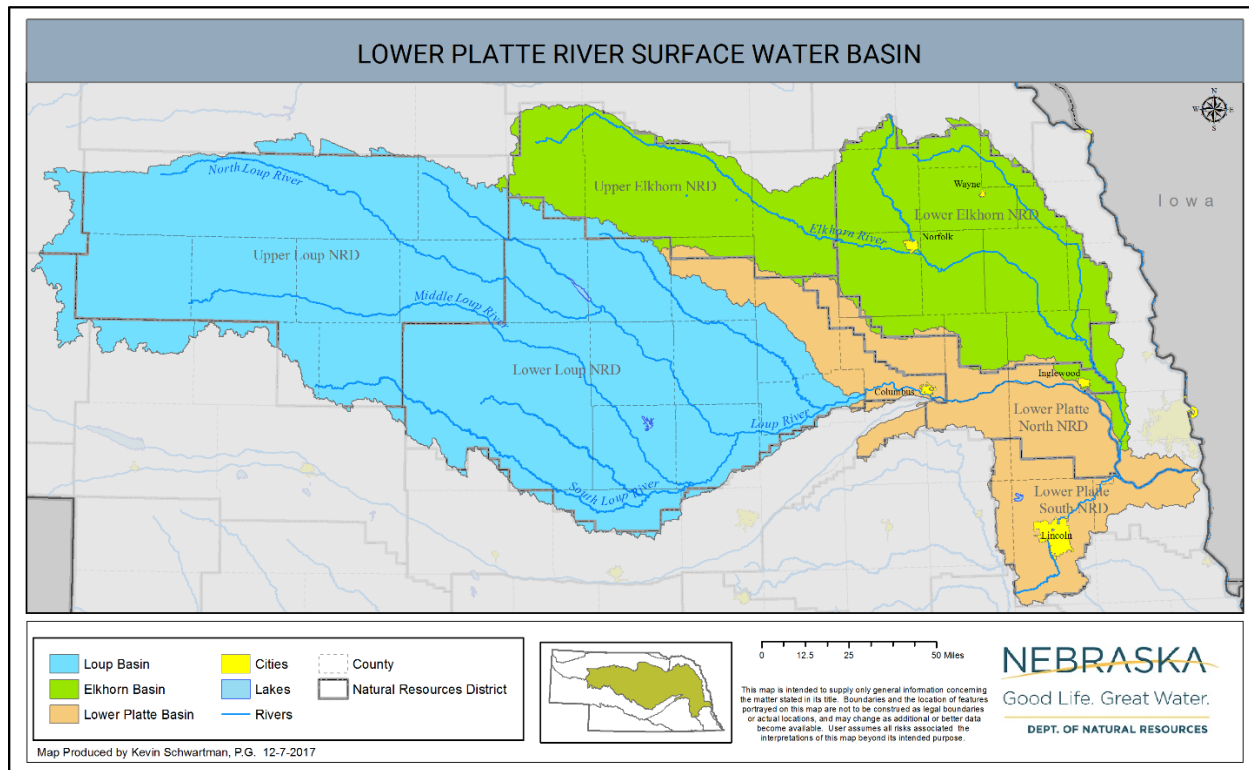 LOWER PLATTE RIVER SURFACE WATER BASIN
N
W E
S
North Loup River
Upper Elkhorn NRD
Wayne
Iowa
Lower Elkhorn NRD
Elkhorn River
Norfolk
Upper Loup NRD
Middle Loup River
Lower Loup NRD
Inglewood
Columbus
Loup River
Lower Platte
North NRD
South Loup River
Lower Platte
South NRD
Lincoln
Loup Basin
Elkhorn Basin
Lower Platte Basin
Cities
Lakes
Rivers
County
Natural Resources District
0 12.5 25 50 Miles
This map is intended to supply only general information concerning
the matter stated in its title. Boundaries and the location of features
portrayed on this map are not to be construed as legal boundaries
or actual locations, and may change as additional or better data
become available. User assumes all risks associated the
interpretations of this map beyond its intended purpose.
NEBRASKA
Good Life. Great Water.
DEPT. OF NATURAL RESOURCES
Map Produced by Kevin Schwartman, P.G. 12-7-2017